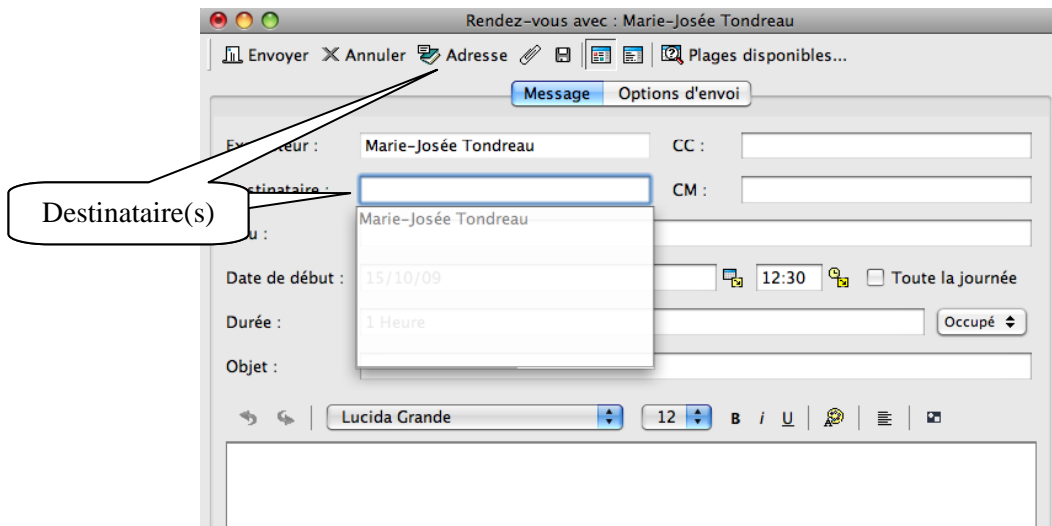 Rendez-vous avec : Marie-Josée Tondreau
Envoyer Annuler Adresse Plages disponibles...
Message Options d'envoi
Marie-Josée Tondreau CC :
CM :
Destinataire(s)
Marie-Josée Tondreau
Date de début : 15/10/09 12:30 Toute la journée
Durée : 1 Heure Occupé
Objet :
Lucida Grande 12 B i U